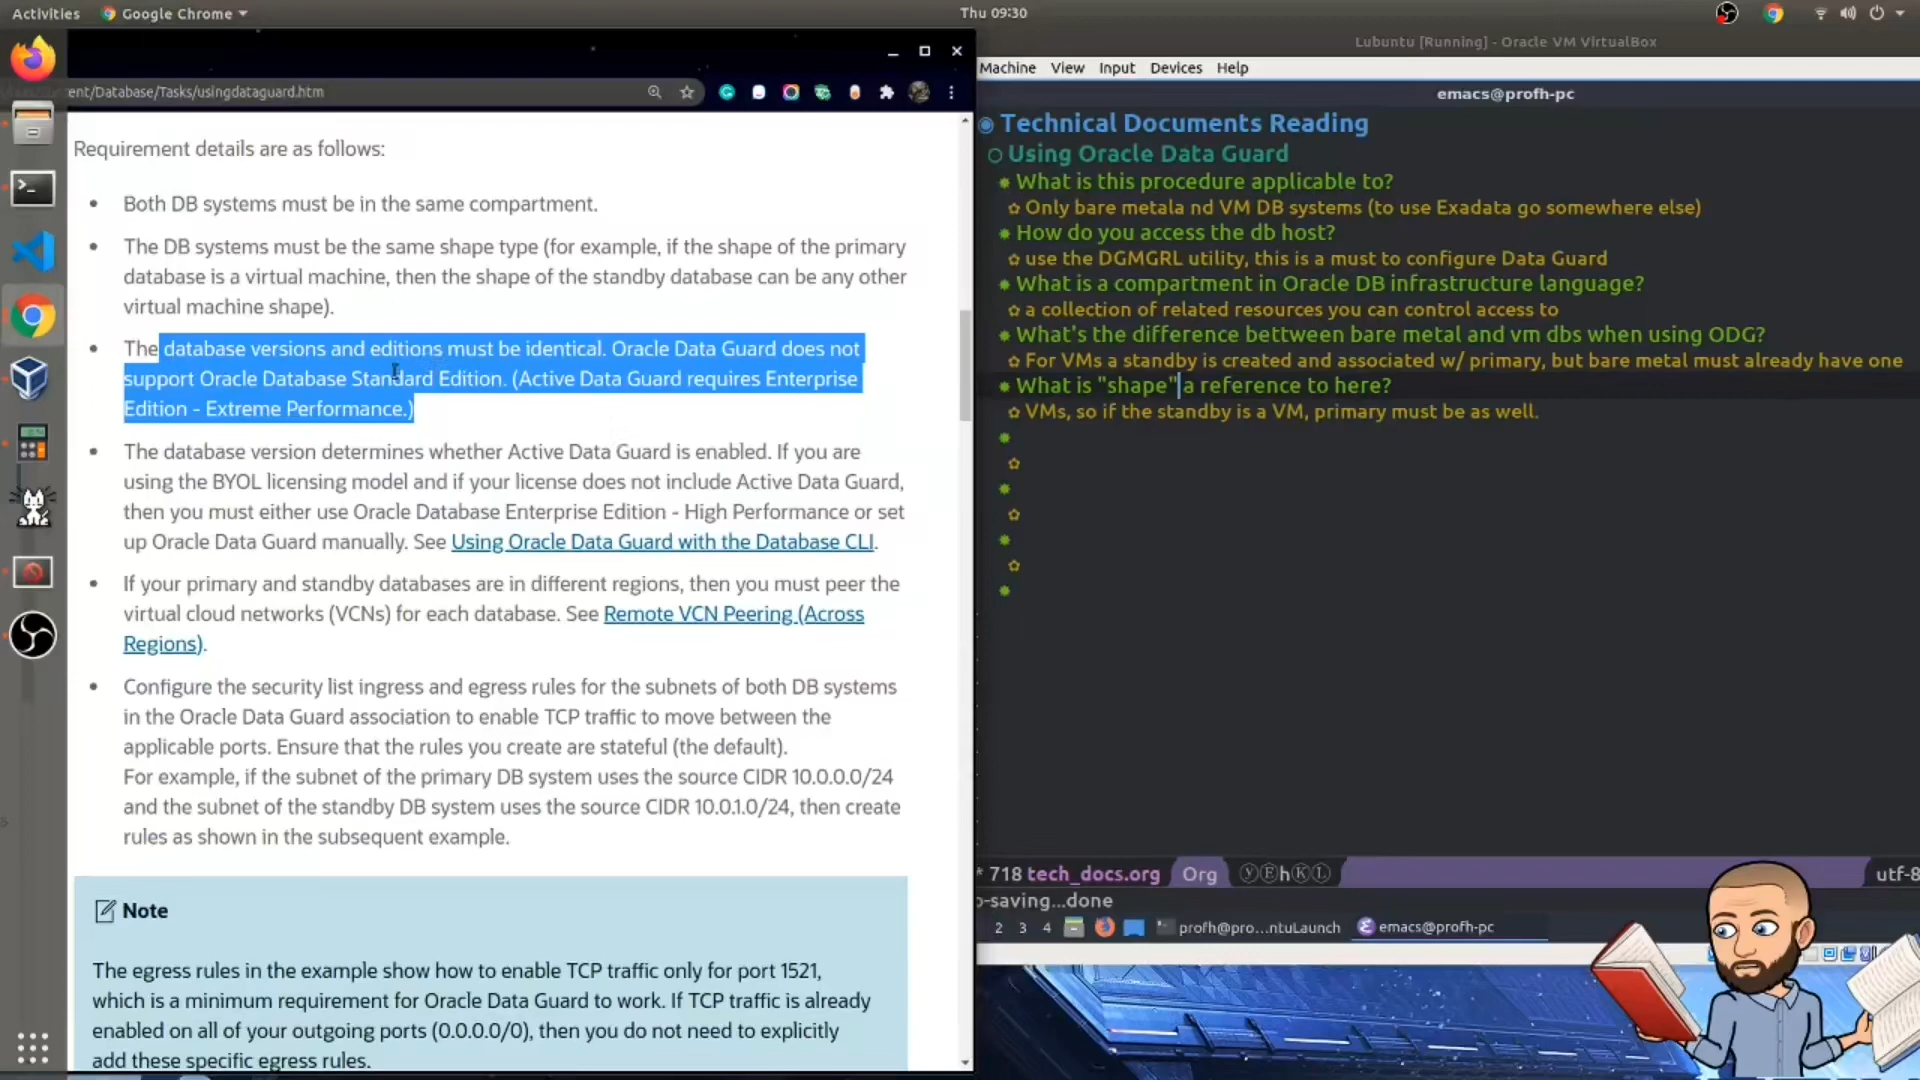 Activities
Google Chrome
Thu 09:30
Lubuntu [Running] - Oracle VM VirtualBox
ent/Database/Tasks/usingdataguard.htm
Requirement details are as follows:
Both DB systems must be in the same compartment.
The DB systems must be the same shape type (for example, if the shape of the primary
database is a virtual machine, then the shape of the standby database can be any other
virtual machine shape).
The database versions and editions must be identical. Oracle Data Guard does not
support Oracle Database Standard Edition. (Active Data Guard requires Enterprise
Edition - Extreme Performance.)
The database version determines whether Active Data Guard is enabled. If you are
using the BYOL licensing model and if your license does not include Active Data Guard,
then you must either use Oracle Database Enterprise Edition - High Performance or set
up Oracle Data Guard manually. See Using Oracle Data Guard with the Database CLI.
If your primary and standby databases are in different regions, then you must peer the
virtual cloud networks (VCNs) for each database. See Remote VCN Peering (Across
Regions).
Configure the security list ingress and egress rules for the subnets of both DB systems
in the Oracle Data Guard association to enable TCP traffic to move between the
applicable ports. Ensure that the rules you create are stateful (the default).
For example, if the subnet of the primary DB system uses the source CIDR 10.0.0.0/24
and the subnet of the standby DB system uses the source CIDR 10.0.1.0/24, then create
rules as shown in the subsequent example.
Note
The egress rules in the example show how to enable TCP traffic only for port 1521,
which is a minimum requirement for Oracle Data Guard to work. If TCP traffic is already
enabled on all of your outgoing ports (0.0.0.0/0), then you do not need to explicitly
add these specific egress rules.
Machine View Input Devices Help
emacs@profh-pc
Technical Documents Reading
Using Oracle Data Guard
What is this procedure applicable to?
Only bare metala nd VM DB systems (to use Exadata go somewhere else)
How do you access the db host?
use the DGMGRL utility, this is a must to configure Data Guard
What is a compartment in Oracle DB infrastructure language?
a collection of related resources you can control access to
What's the difference bettween bare metal and vm dbs when using ODG?
For VMs a standby is created and associated w/ primary, but bare metal must already have one
What is "shape" a reference to here?
VMs, so if the standby is a VM, primary must be as well.
* 718 tech_docs.org Org ⓨⒺhⓀⓁ utf-8
o-saving...done
2 3 4 profh@pro...ntuLaunch emacs@profh-pc